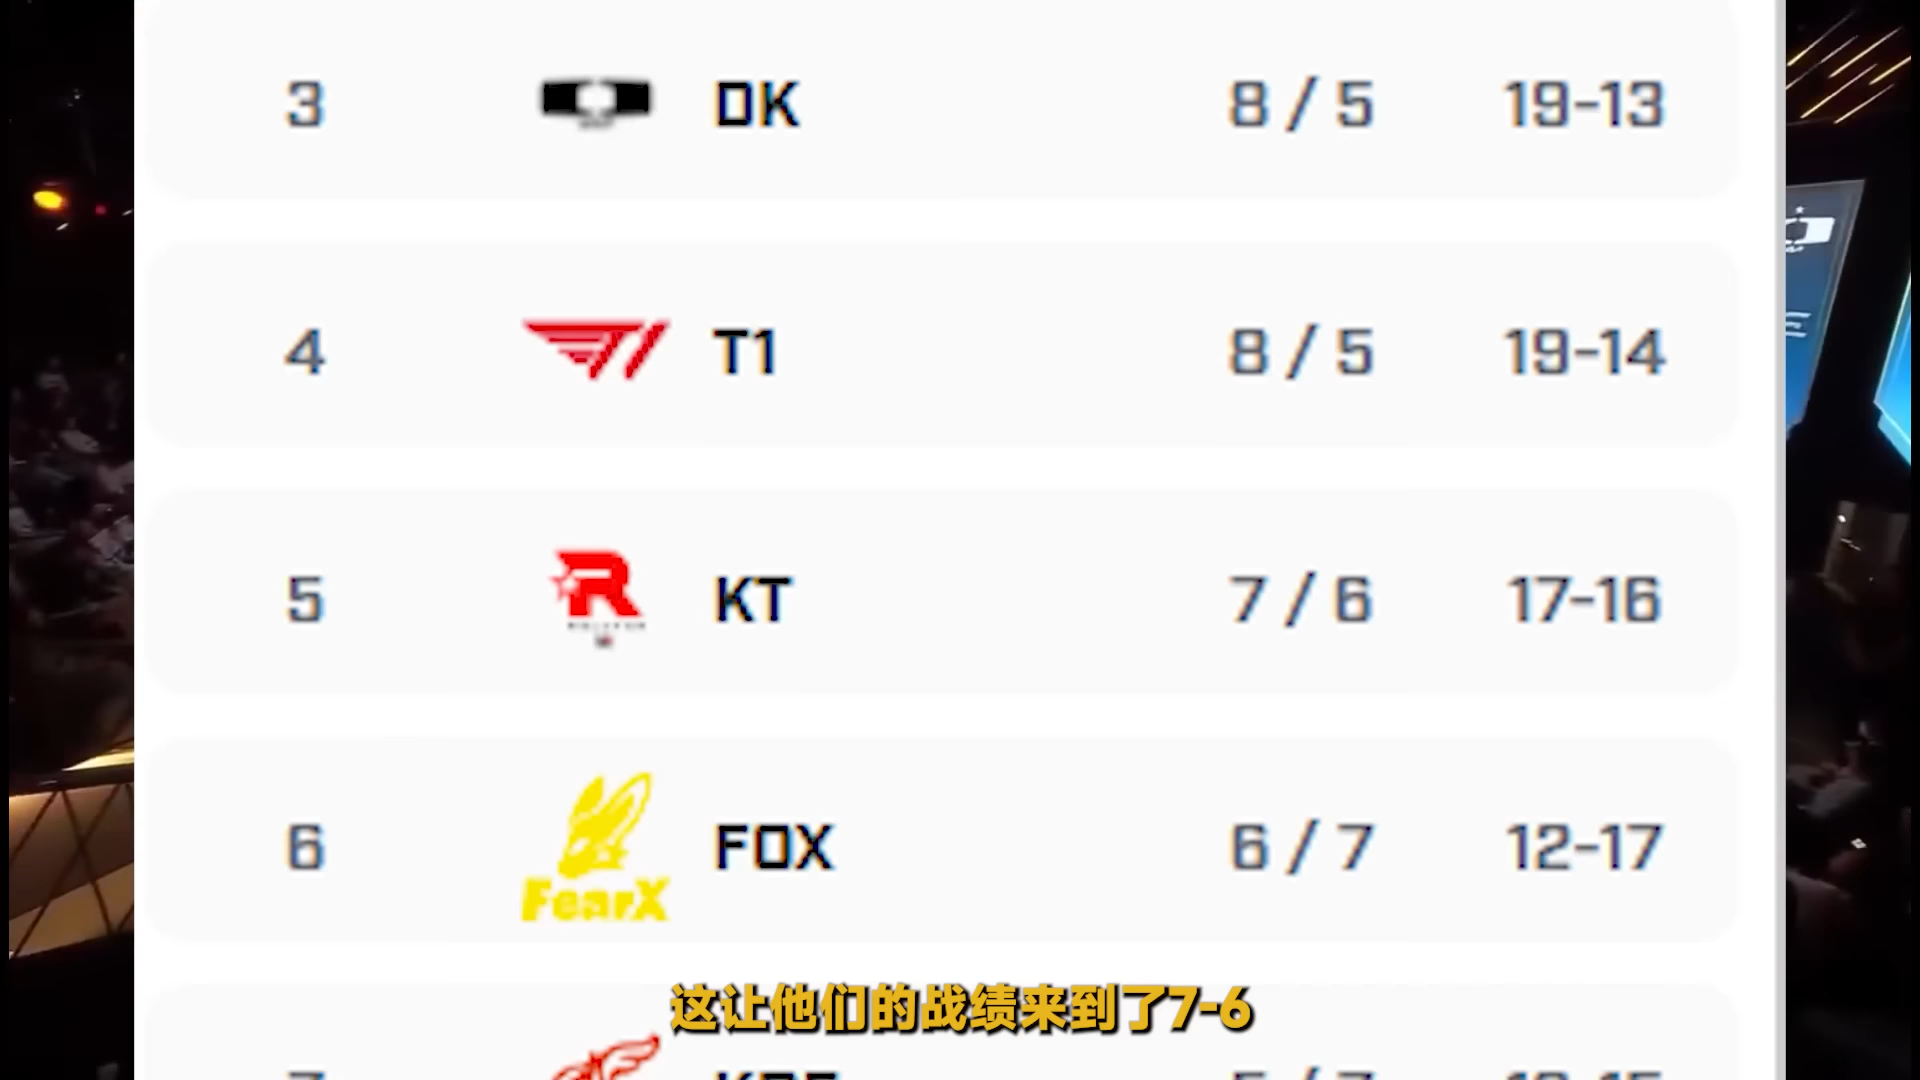 3 DK 8 / 5 19-13
4 T1 8 / 5 19-14
5 KT 7 / 6 17-16
6 FOX 6 / 7 12-17
FearX
这让他们的战绩来到了7-6